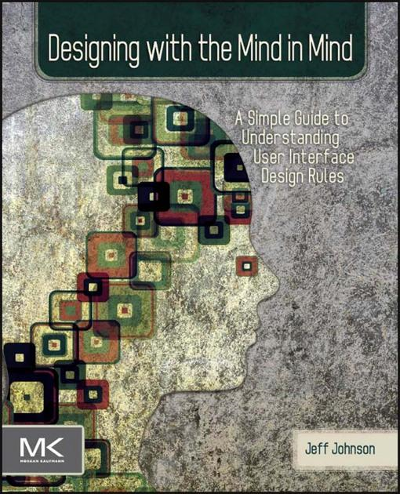 Designing with the Mind in Mind
A Simple Guide to
Understanding
User Interface
Design Rules
Jeff Johnson
MK
MORGAN KAUFMANN